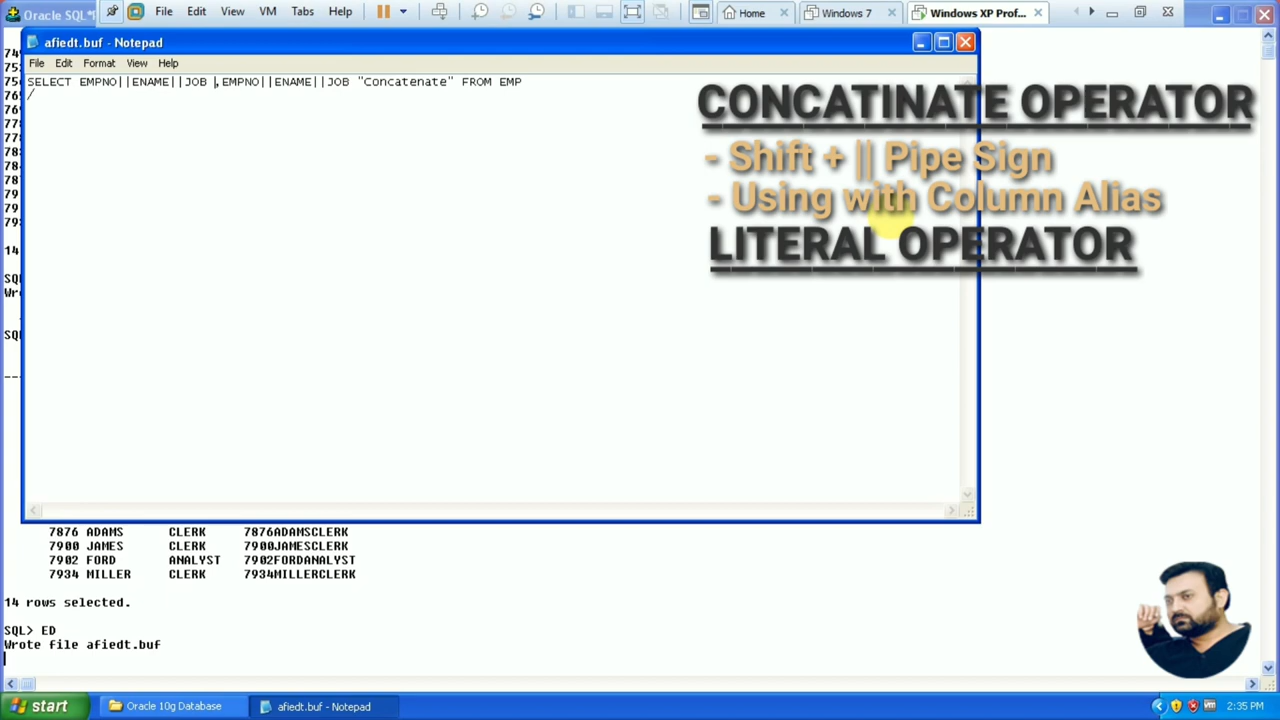 Oracle SQL*
File Edit View VM Tabs Help
Home
Windows 7
Windows XP Prof...
afiedt.buf - Notepad
File Edit Format View Help
SELECT EMPNO||ENAME||JOB ,EMPNO||ENAME||JOB "Concatenate" FROM EMP
/
CONCATINATE OPERATOR
- Shift + || Pipe Sign
- Using with Column Alias
LITERAL OPERATOR
14
SQL
Wro
SQL
7876 ADAMS CLERK 7876ADAMSCLERK
7900 JAMES CLERK 7900JAMESCLERK
7902 FORD ANALYST 7902FORDANALYST
7934 MILLER CLERK 7934MILLERCLERK
14 rows selected.
SQL> ED
Wrote file afiedt.buf
start
Oracle 10g Database
afiedt.buf - Notepad
2:35 PM